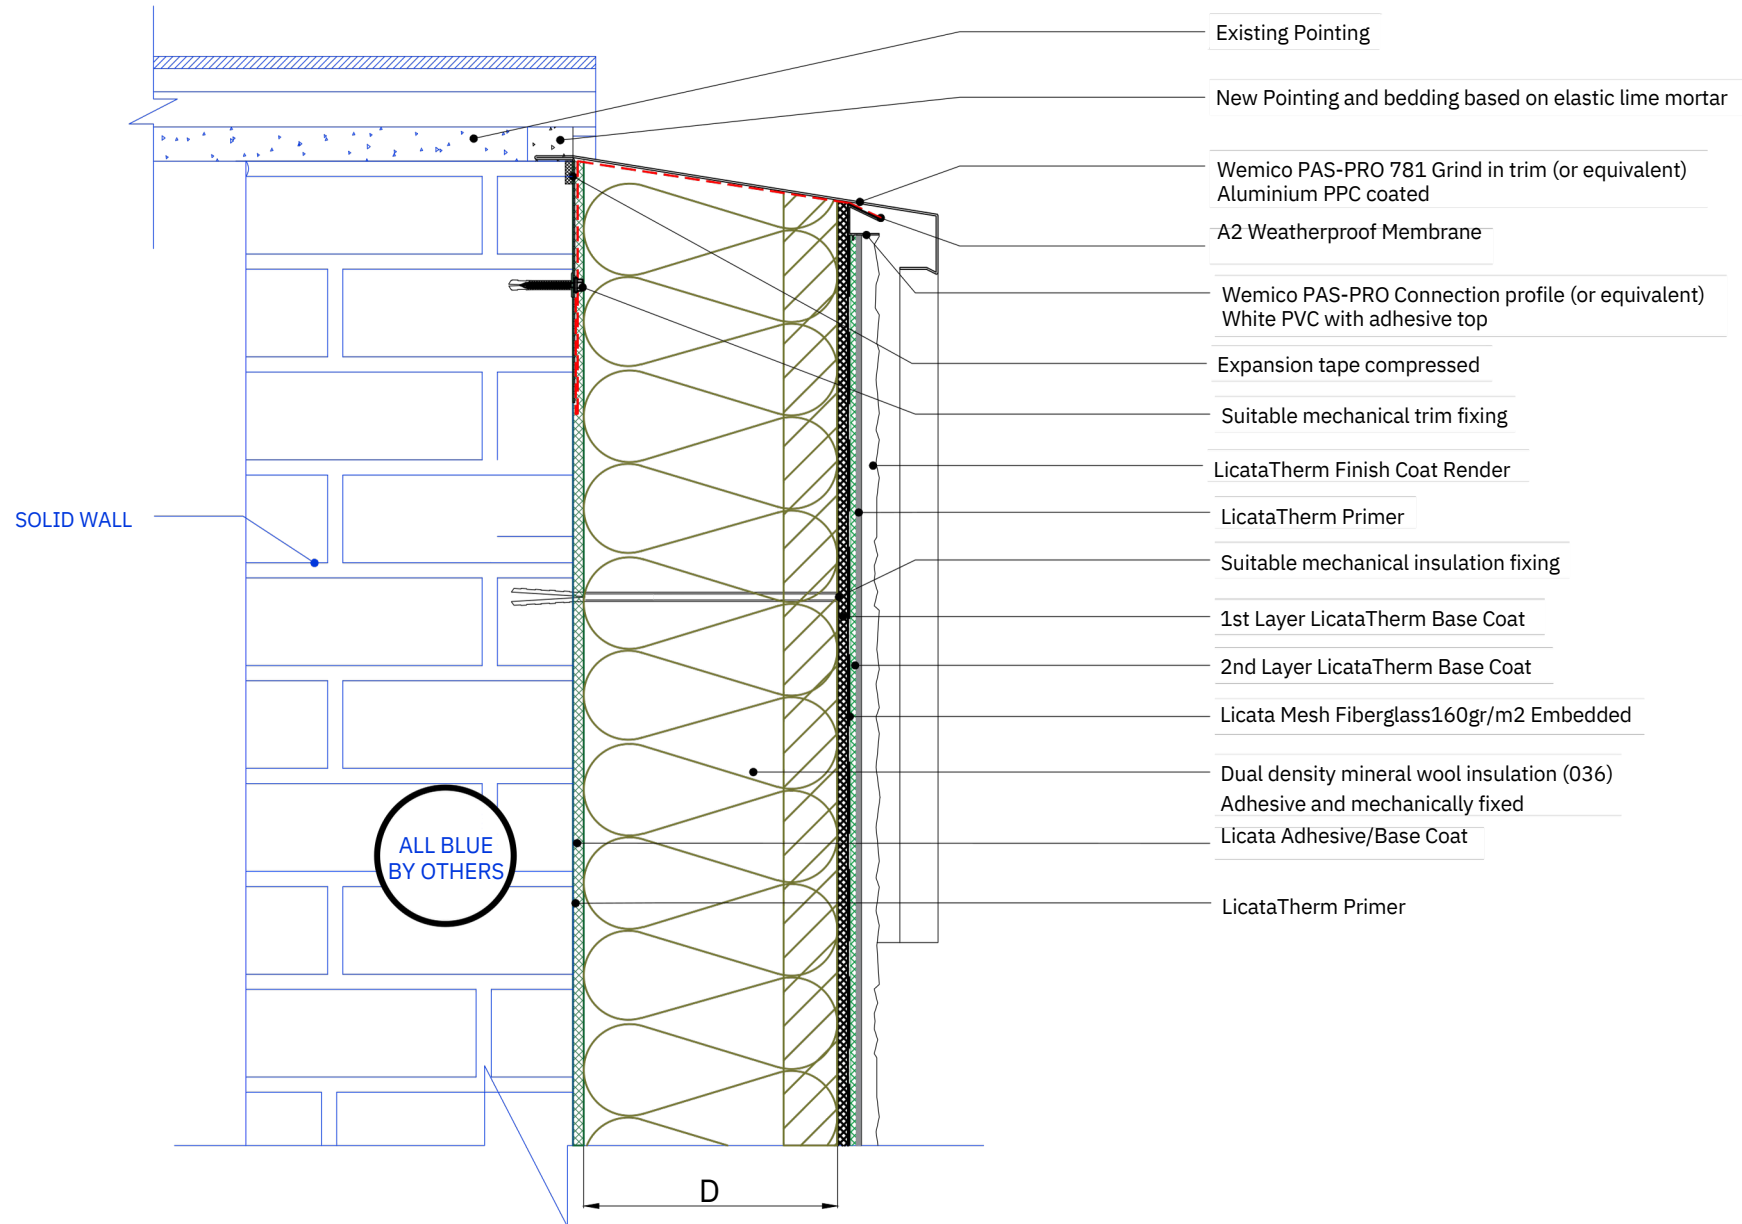 Existing Pointing
New Pointing and bedding based on elastic lime mortar
Wemico PAS-PRO 781 Grind in trim (or equivalent)
Aluminium PPC coated
A2 Weatherproof Membrane
Wemico PAS-PRO Connection profile (or equivalent)
White PVC with adhesive top
Expansion tape compressed
Suitable mechanical trim fixing
LicataTherm Finish Coat Render
LicataTherm Primer
SOLID WALL
Suitable mechanical insulation fixing
1st Layer LicataTherm Base Coat
2nd Layer LicataTherm Base Coat
Licata Mesh Fiberglass160gr/m2 Embedded
Dual density mineral wool insulation (036)
Adhesive and mechanically fixed
Licata Adhesive/Base Coat
ALL BLUE
BY OTHERS
LicataTherm Primer
D